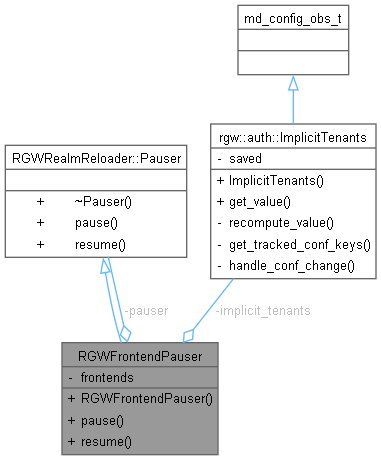 md_config_obs_t
RGWRealmReloader::Pauser
+ ~Pauser()
+ pause()
+ resume()
rgw::auth::ImplicitTenants
- saved
+ ImplicitTenants()
+ get_value()
- recompute_value()
- get_tracked_conf_keys()
- handle_conf_change()
-pauser
-implicit_tenants
RGWFrontendPauser
- frontends
+ RGWFrontendPauser()
+ pause()
+ resume()